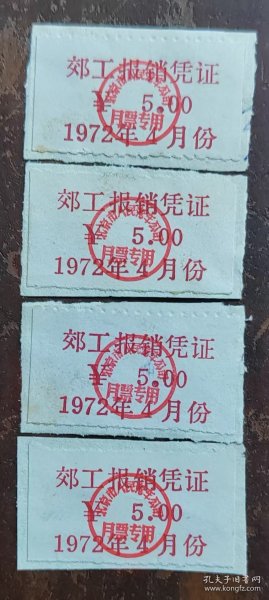 郊工报销凭证
￥ 5.00
月票专用
1972年4月份
郊工报销凭证
￥ 5.00
月票专用
1972年4月份
郊工报销凭证
￥ 5.00
月票专用
1972年4月份
郊工报销凭证
￥ 5.00
月票专用
1972年4月份
孔夫子旧书网
www.kongfz.com